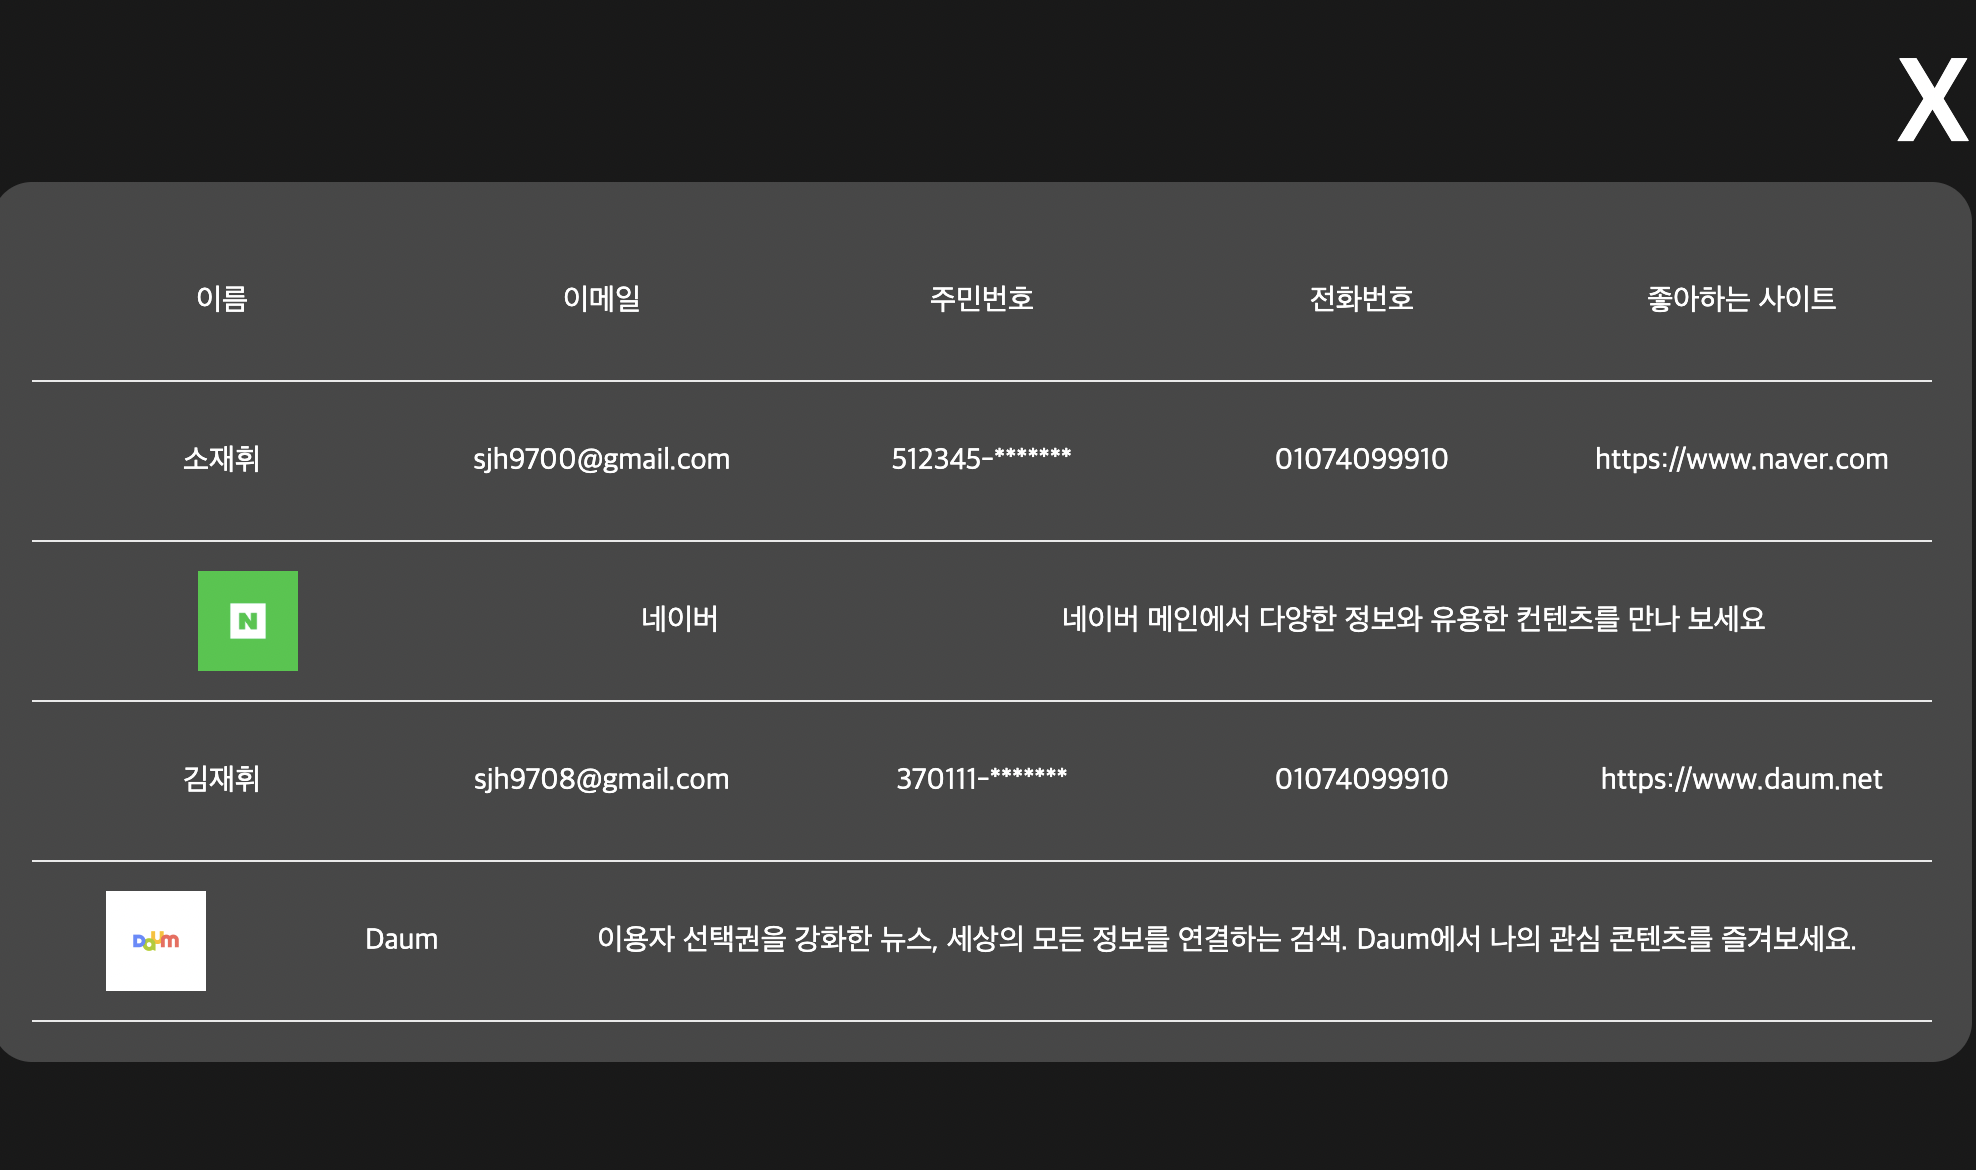 X
이름 이메일 주민번호 전화번호 좋아하는 사이트
소재휘 sjh9700@gmail.com 512345-******* 01074099910 https://www.naver.com
N 네이버 네이버 메인에서 다양한 정보와 유용한 컨텐츠를 만나 보세요
김재휘 sjh9708@gmail.com 370111-******* 01074099910 https://www.daum.net
Daum Daum 이용자 선택권을 강화한 뉴스, 세상의 모든 정보를 연결하는 검색. Daum에서 나의 관심 콘텐츠를 즐겨보세요.